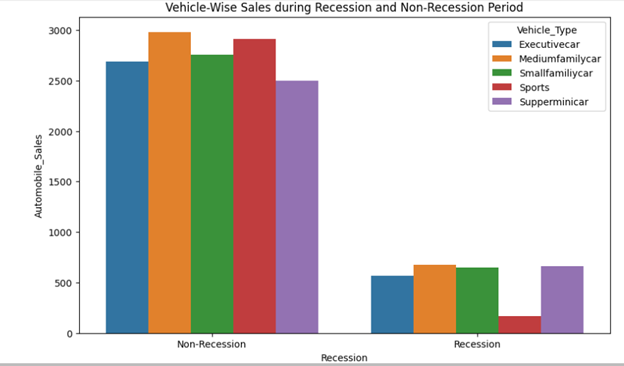 Vehicle-Wise Sales during Recession and Non-Recession Period
Vehicle_Type
Executivecar
Mediumfamilycar
Smallfamiliycar
Sports
Supperminicar
Automobile_Sales
3000
2500
2000
1500
1000
500
0
Non-Recession
Recession
Recession